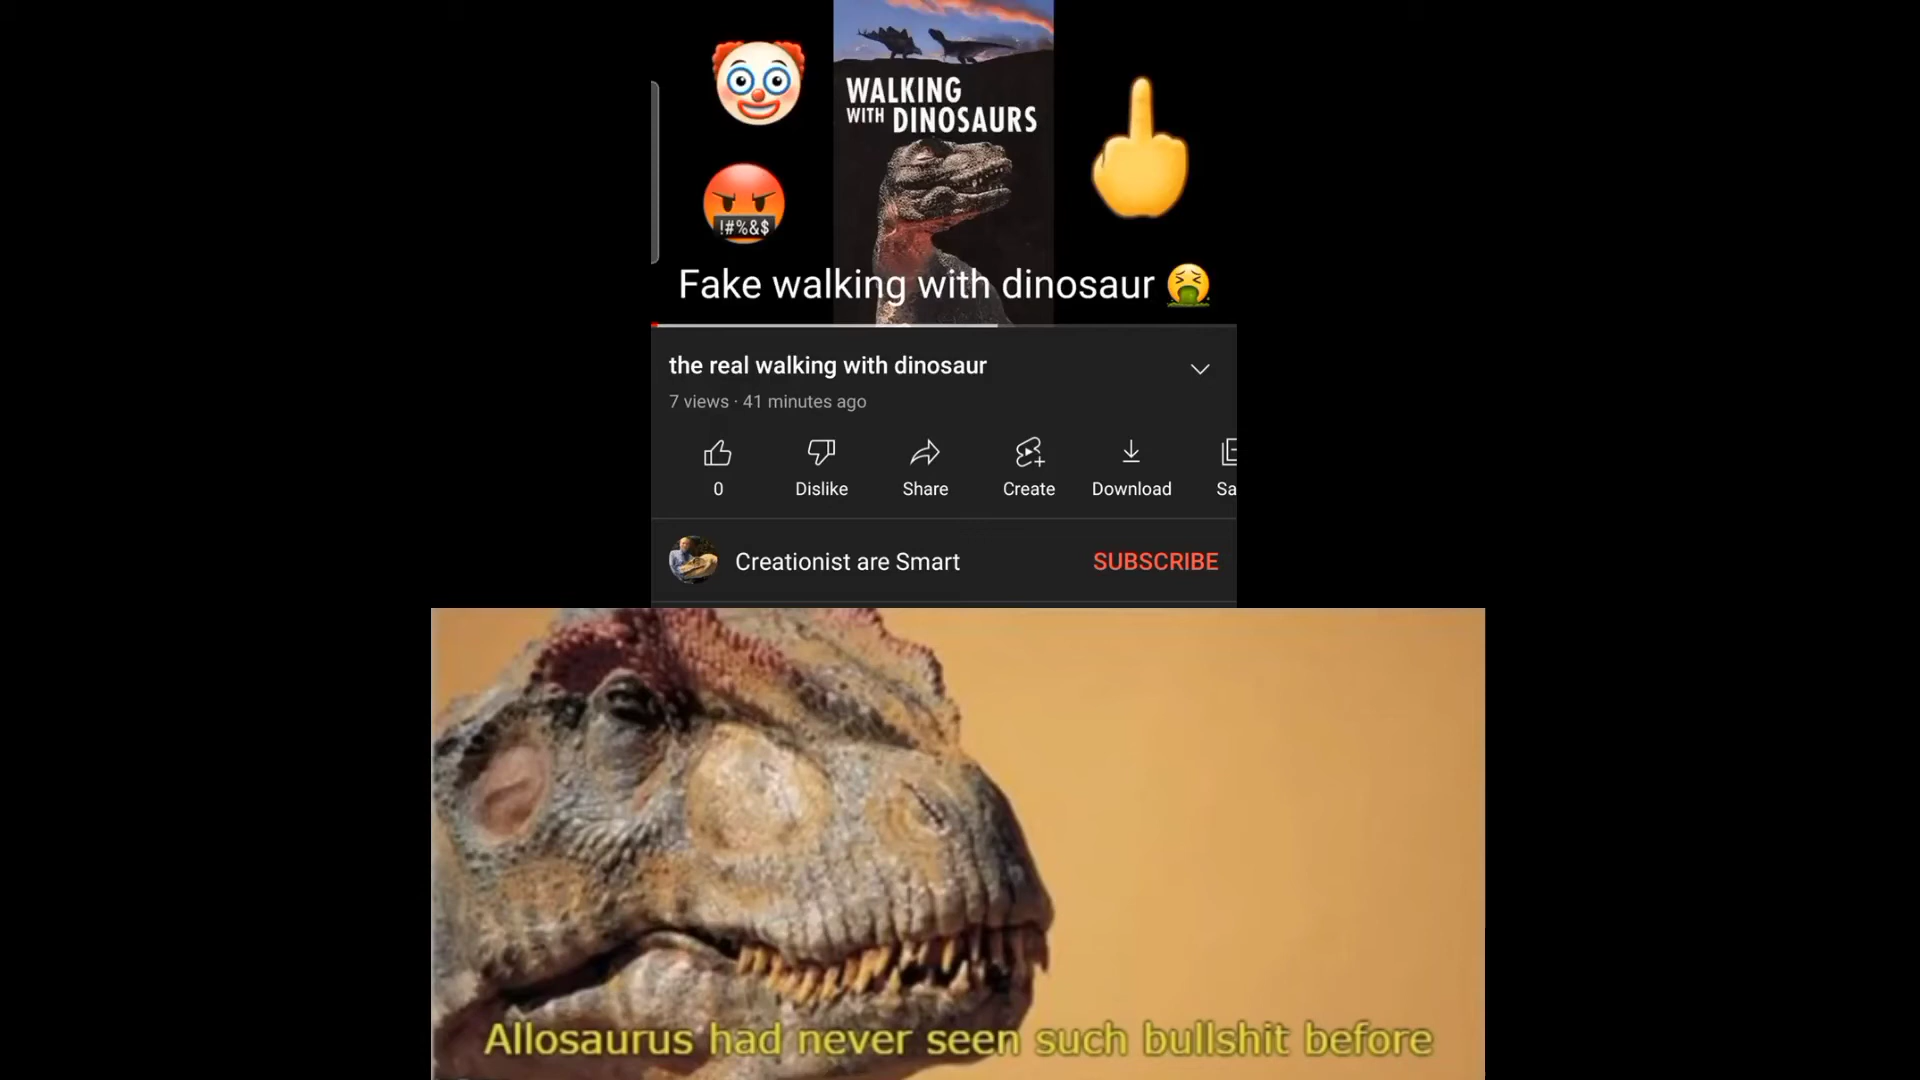 WALKING
WITH DINOSAURS
!#%&$
Fake walking with dinosaur
the real walking with dinosaur
7 views · 41 minutes ago
0 Dislike Share Create Download Sa
Creationist are Smart SUBSCRIBE
Allosaurus had never seen such bullshit before